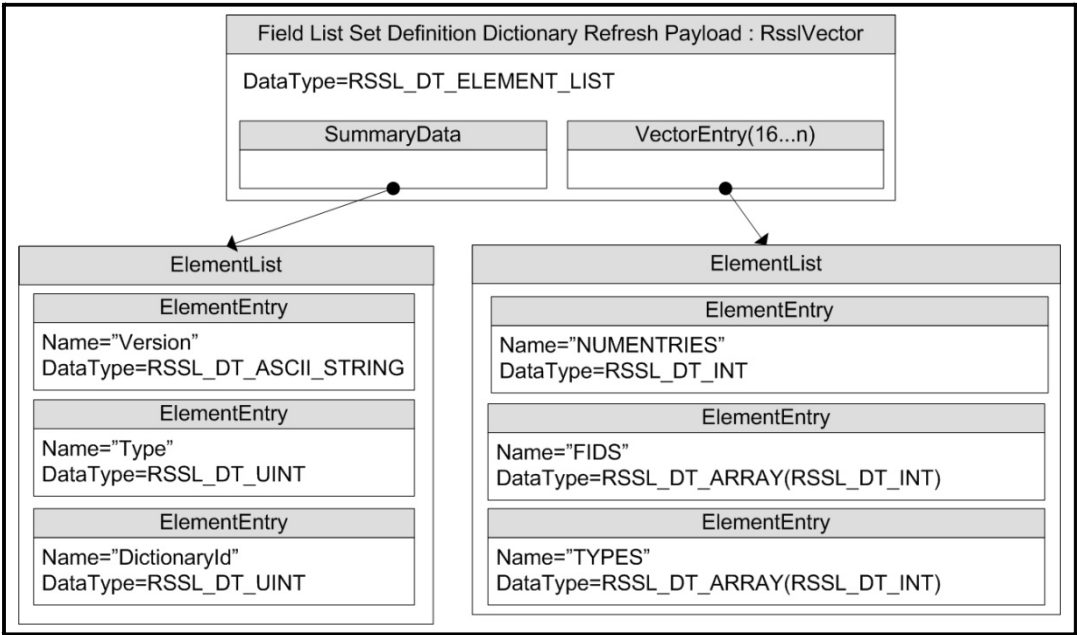 Field List Set Definition Dictionary Refresh Payload : RsslVector
DataType=RSSL_DT_ELEMENT_LIST
SummaryData
VectorEntry(16...n)
ElementList
ElementEntry
Name=”Version”
DataType=RSSL_DT_ASCII_STRING
ElementEntry
Name=”Type”
DataType=RSSL_DT_UINT
ElementEntry
Name=”DictionaryId”
DataType=RSSL_DT_UINT
ElementList
ElementEntry
Name=”NUMENTRIES”
DataType=RSSL_DT_INT
ElementEntry
Name=”FIDS”
DataType=RSSL_DT_ARRAY(RSSL_DT_INT)
ElementEntry
Name=”TYPES”
DataType=RSSL_DT_ARRAY(RSSL_DT_INT)